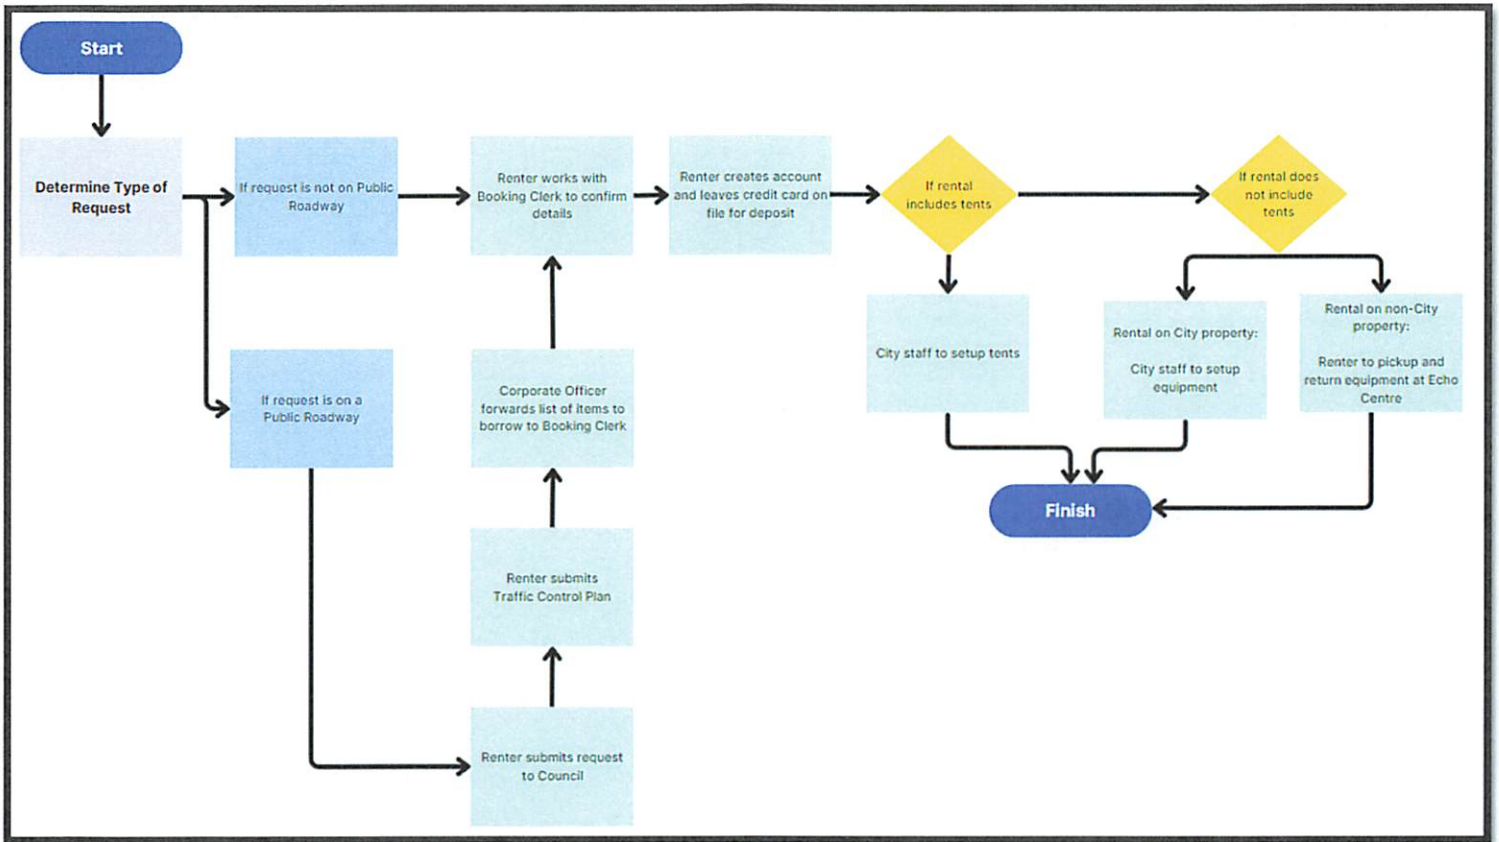 Start
Determine Type of
Request
If request is not on Public
Roadway
Renter works with
Booking Clerk to confirm
details
Renter creates account
and leaves credit card on
file for deposit
If rental
includes tents
If rental does
not include
tents
City staff to setup tents
Rental on City property:
City staff to setup
equipment
Rental on non-City
property:
Renter to pickup and
return equipment at Echo
Centre
If request is on a
Public Roadway
Corporate Officer
forwards list of items to
borrow to Booking Clerk
Finish
Renter submits
Traffic Control Plan
Renter submits request
to Council